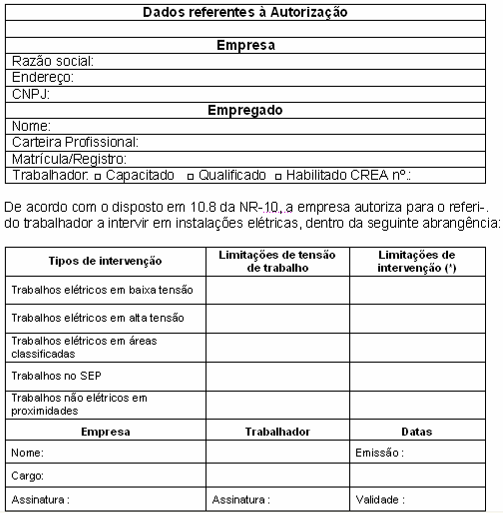 Dados referentes à Autorização
Empresa
Razão social:
Endereço:
CNPJ:
Empregado
Nome:
Carteira Profissional:
Matrícula/Registro:
Trabalhador: □ Capacitado □ Qualificado □ Habilitado CREA nº.:
De acordo com o disposto em 10.8 da NR-10, a empresa autoriza para o referi-.
do trabalhador a intervir em instalações elétricas, dentro da seguinte abrangência:
Tipos de intervenção
Limitações de tensão
de trabalho
Limitações de
intervenção (*)
Trabalhos elétricos em baixa tensão
Trabalhos elétricos em alta tensão
Trabalhos elétricos em áreas
classificadas
Trabalhos no SEP
Trabalhos não elétricos em
proximidades
Empresa Trabalhador Datas
Nome: Emissão :
Cargo:
Assinatura : Assinatura : Validade :